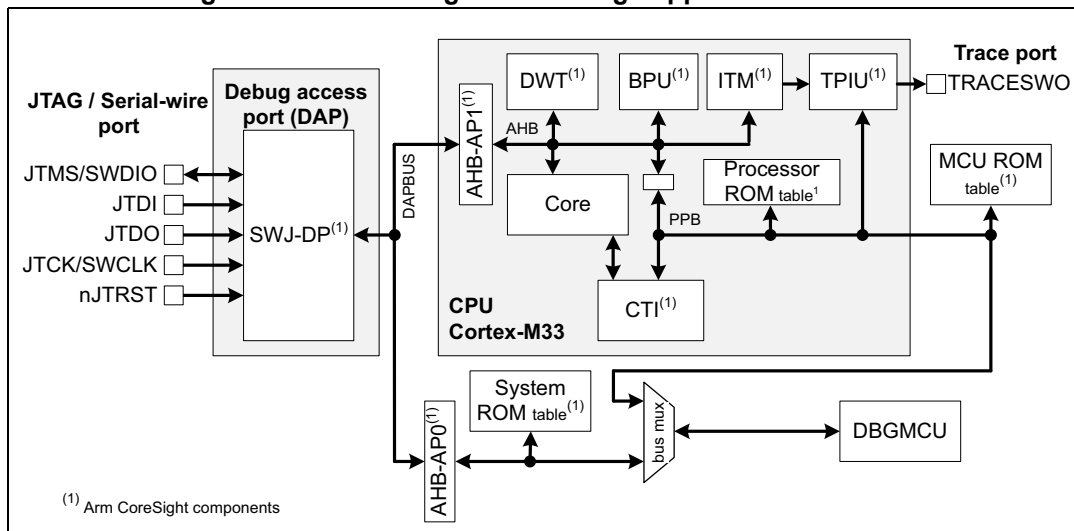 JTAG / Serial-wire
port
JTMS/SWDIO
JTDI
JTDO
JTCK/SWCLK
nJTRST
Debug access
port (DAP)
SWJ-DP(1)
DAPBUS
AHB-AP1(1)
AHB
DWT(1)
BPU(1)
ITM(1)
TPIU(1)
Trace port
TRACESWO
Core
Processor
ROM table1
MCU ROM
table(1)
PPB
CTI(1)
CPU
Cortex-M33
System
ROM table(1)
AHB-AP0(1)
bus mux
DBGMCU
(1) Arm CoreSight components